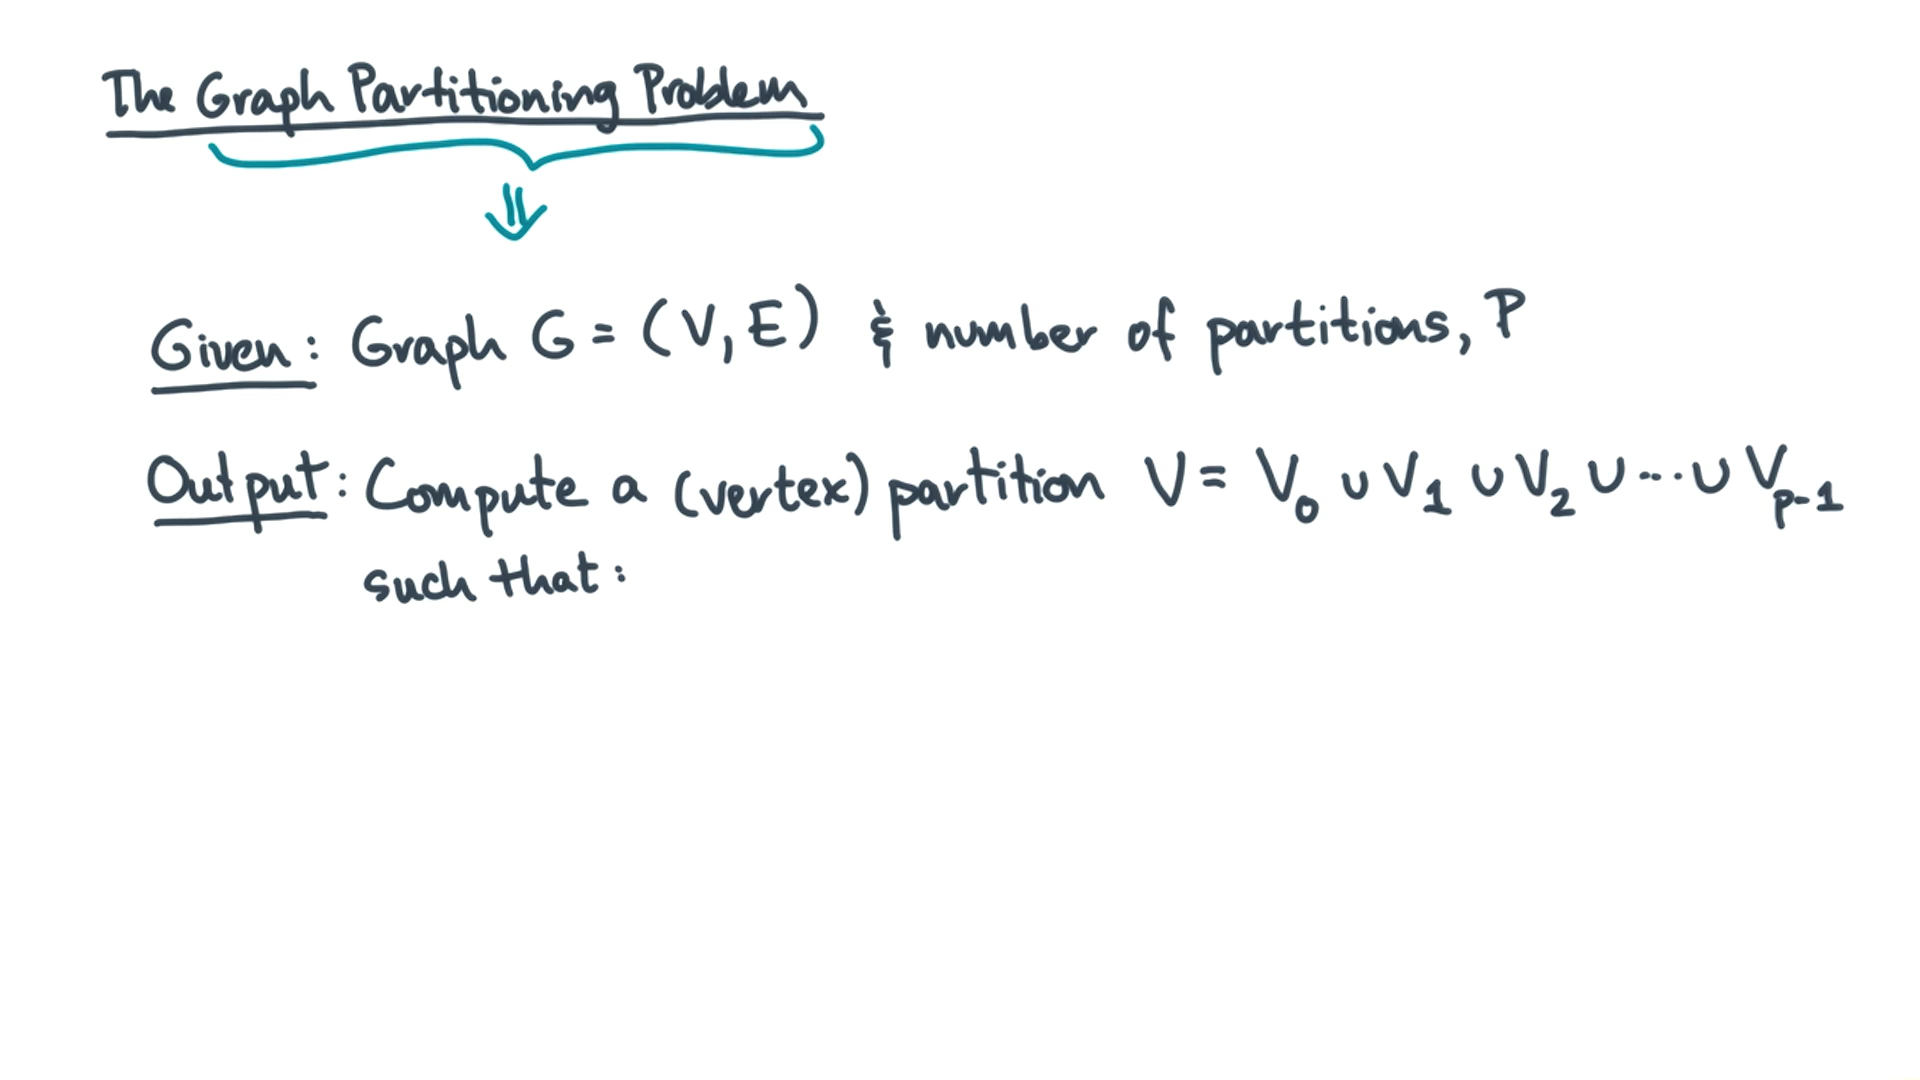 The Graph Partitioning Problem
Given: Graph G = (V, E) & number of partitions, P
Output: Compute a (vertex) partition V = V₀ ∪ V₁ ∪ V₂ ∪ ··· ∪ Vₚ₋₁
such that: